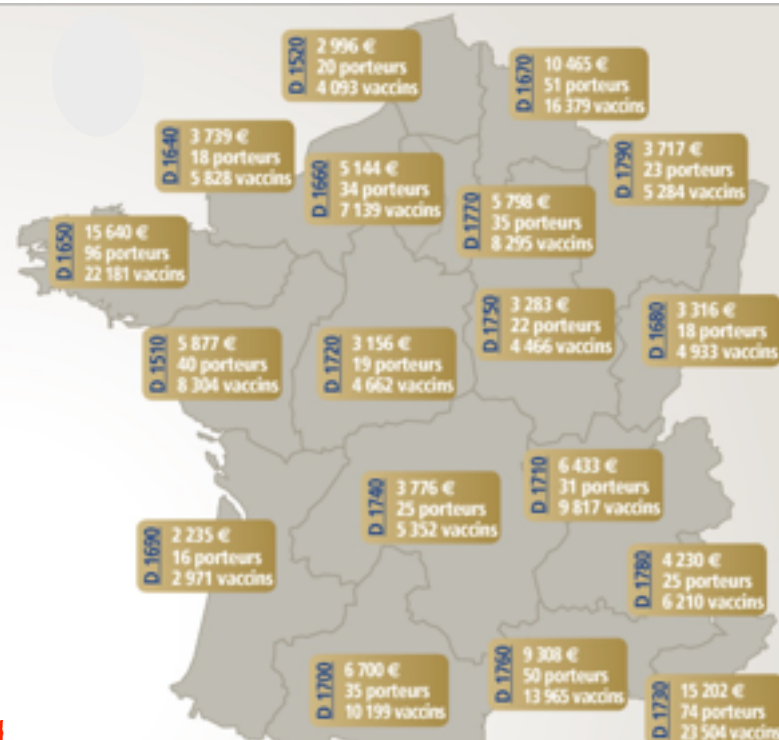 D 1520
2 996 €
20 porteurs
4 093 vaccins
D 1670
10 465 €
51 porteurs
16 379 vaccins
D 1640
3 739 €
18 porteurs
5 828 vaccins
D 1660
5 144 €
34 porteurs
7 139 vaccins
D 1790
3 717 €
23 porteurs
5 284 vaccins
D 1770
5 798 €
35 porteurs
8 295 vaccins
D 1650
15 640 €
96 porteurs
22 181 vaccins
D 1750
3 283 €
22 porteurs
4 466 vaccins
D 1680
3 316 €
18 porteurs
4 933 vaccins
D 1510
5 877 €
40 porteurs
8 304 vaccins
D 1720
3 156 €
19 porteurs
4 662 vaccins
D 1710
6 433 €
31 porteurs
9 817 vaccins
D 1740
3 776 €
25 porteurs
5 352 vaccins
D 1690
2 235 €
16 porteurs
2 971 vaccins
D 1780
4 230 €
25 porteurs
6 210 vaccins
D 1700
6 700 €
35 porteurs
10 199 vaccins
D 1760
9 308 €
50 porteurs
13 965 vaccins
D 1730
15 202 €
74 porteurs
23 504 vaccins